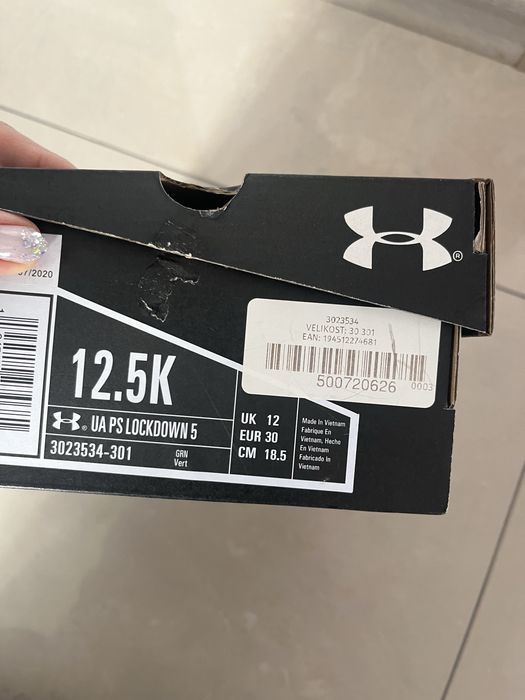 ®
07/2020
3023534
VELIKOST: 30 301
EAN: 194512274681
500720626 0003
12.5K
® UA PS LOCKDOWN 5
3023534-301
GRN
Vert
UK 12
EUR 30
CM 18.5
Made In Vietnam
Fabrique En
Vietnam, Hecho
En Vietnam
Fabricado In
Vietnam